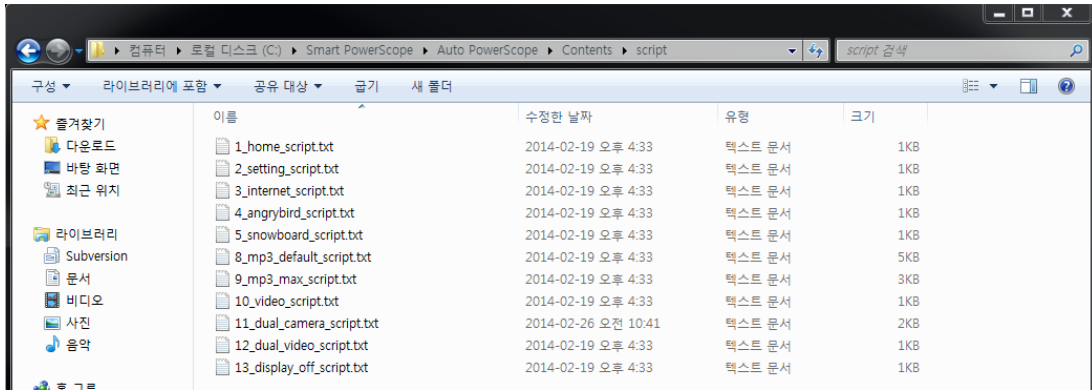 컴퓨터 ▸ 로컬 디스크 (C:) ▸ Smart PowerScope ▸ Auto PowerScope ▸ Contents ▸ script
script 검색
구성 라이브러리에 포함 공유 대상 굽기 새 폴더
이름 수정한 날짜 유형 크기
즐겨찾기
다운로드
바탕 화면
최근 위치
라이브러리
Subversion
문서
비디오
사진
음악
1_home_script.txt 2014-02-19 오후 4:33 텍스트 문서 1KB
2_setting_script.txt 2014-02-19 오후 4:33 텍스트 문서 1KB
3_internet_script.txt 2014-02-19 오후 4:33 텍스트 문서 1KB
4_angrybird_script.txt 2014-02-19 오후 4:33 텍스트 문서 1KB
5_snowboard_script.txt 2014-02-19 오후 4:33 텍스트 문서 1KB
8_mp3_default_script.txt 2014-02-19 오후 4:33 텍스트 문서 5KB
9_mp3_max_script.txt 2014-02-19 오후 4:33 텍스트 문서 3KB
10_video_script.txt 2014-02-19 오후 4:33 텍스트 문서 1KB
11_dual_camera_script.txt 2014-02-26 오전 10:41 텍스트 문서 2KB
12_dual_video_script.txt 2014-02-19 오후 4:33 텍스트 문서 1KB
13_display_off_script.txt 2014-02-19 오후 4:33 텍스트 문서 1KB